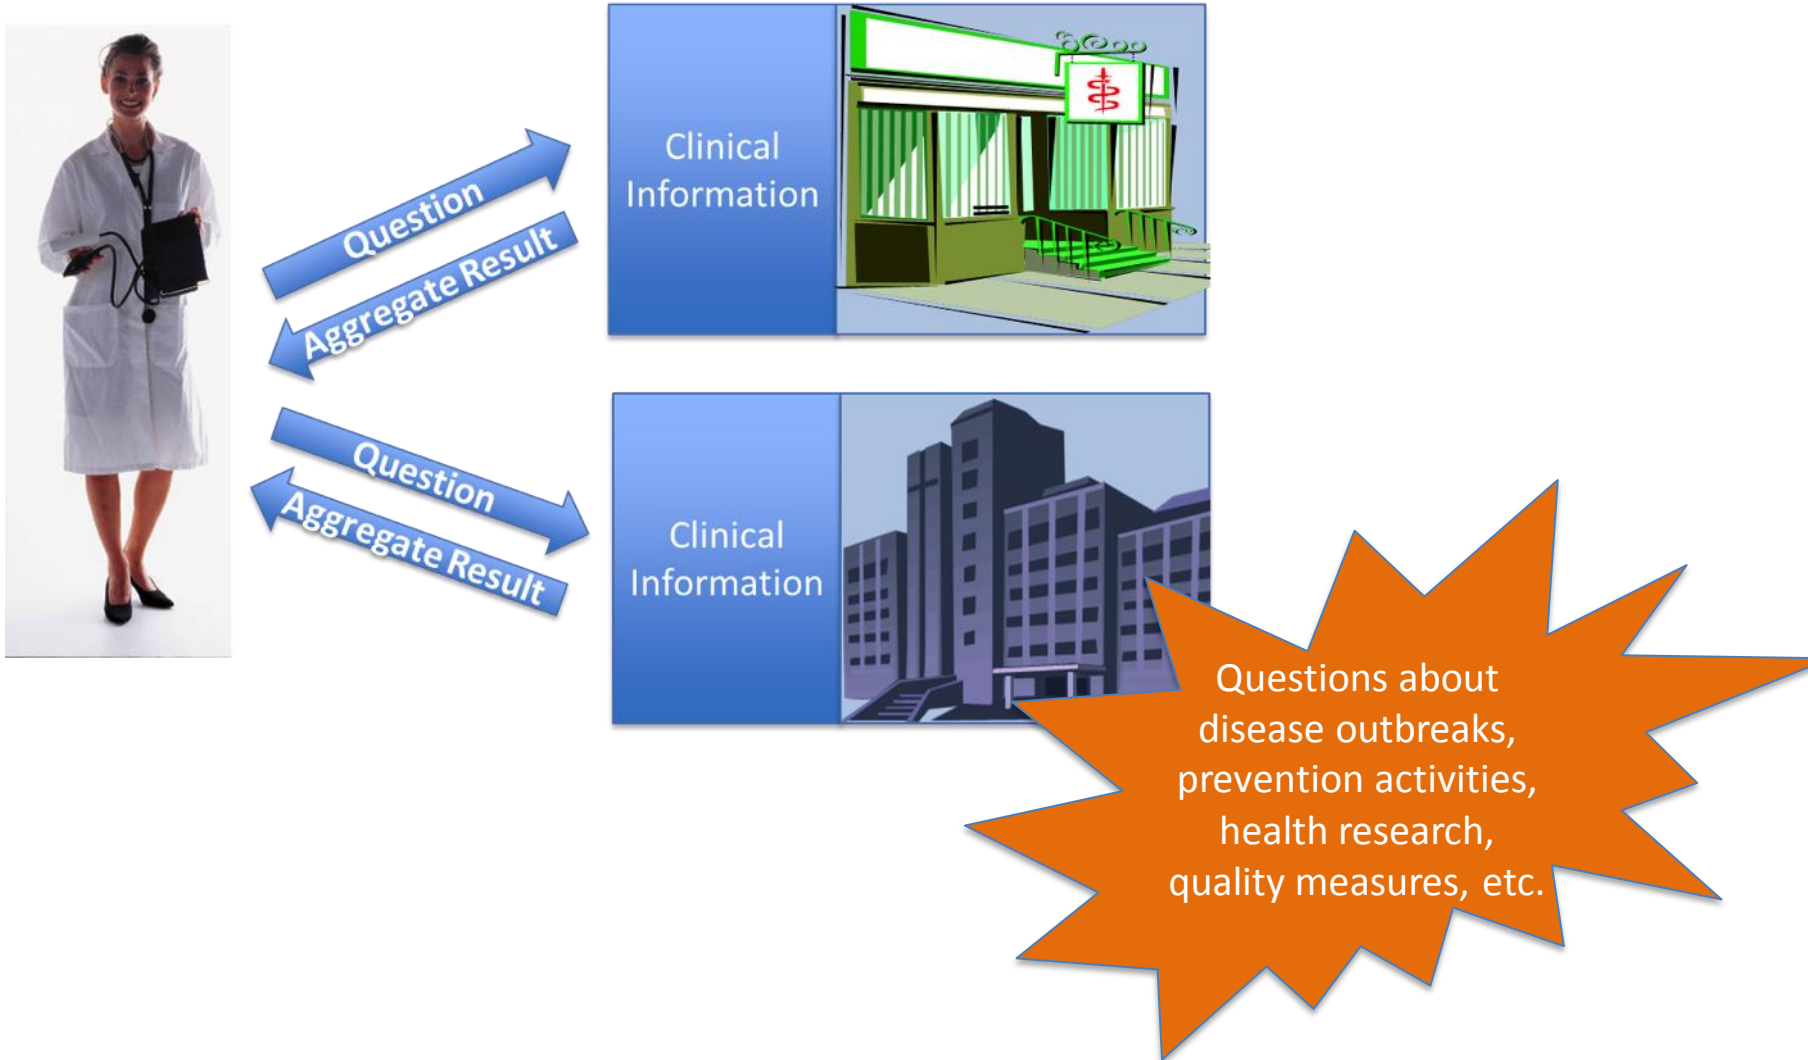 Question
Aggregate Result
Clinical
Information
Question
Aggregate Result
Clinical
Information
Questions about
disease outbreaks,
prevention activities,
health research,
quality measures, etc.